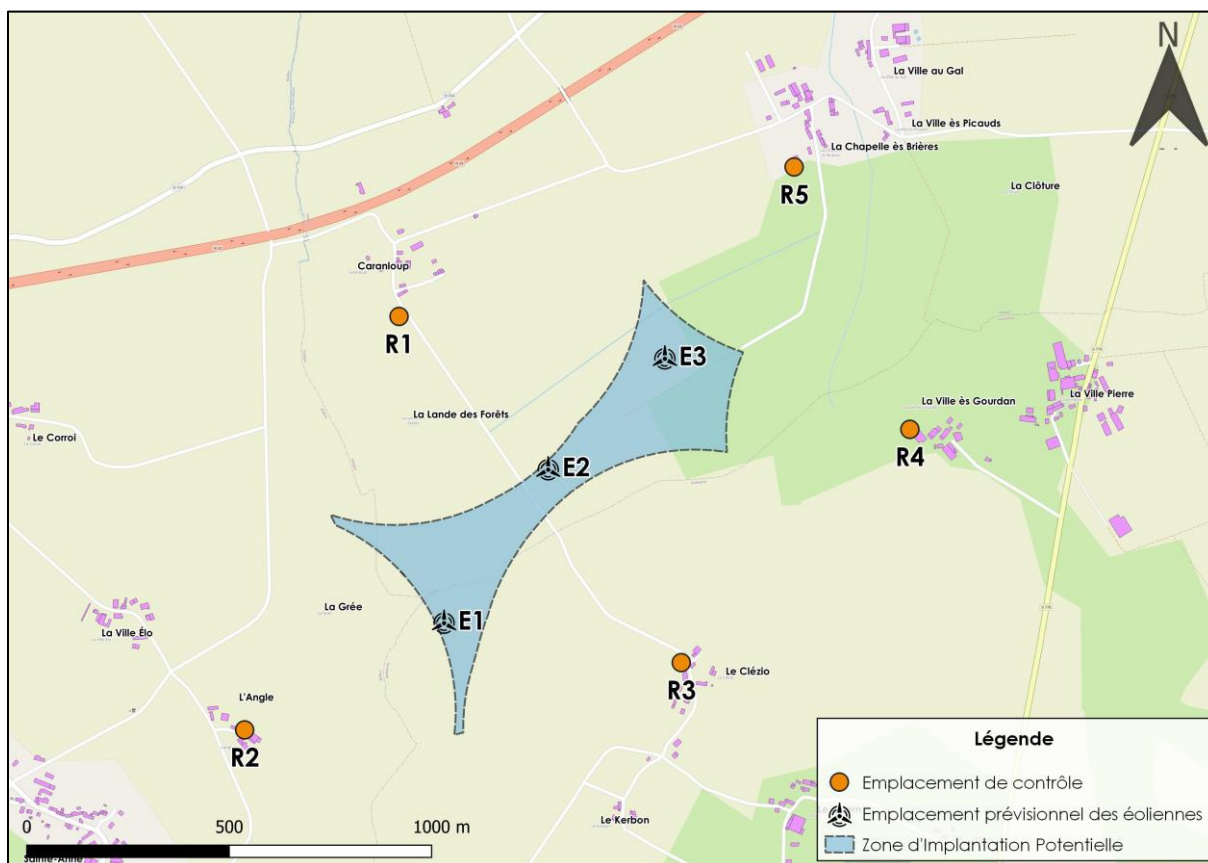 N
La Ville au Gal
La Ville ès Picauds
La Chapelle ès Brières
R5
La Clôture
Caranloup
R1
E3
La Lande des Forêts
La Ville ès Gourdan
La Ville Pierre
Le Corroi
R4
E2
La Grée
E1
La Ville Élo
L'Angle
R2
Le Clézio
R3
Le Kerbon
Sainte-Anne
0 500 1000 m
Légende
Emplacement de contrôle
Emplacement prévisionnel des éoliennes
Zone d'Implantation Potentielle